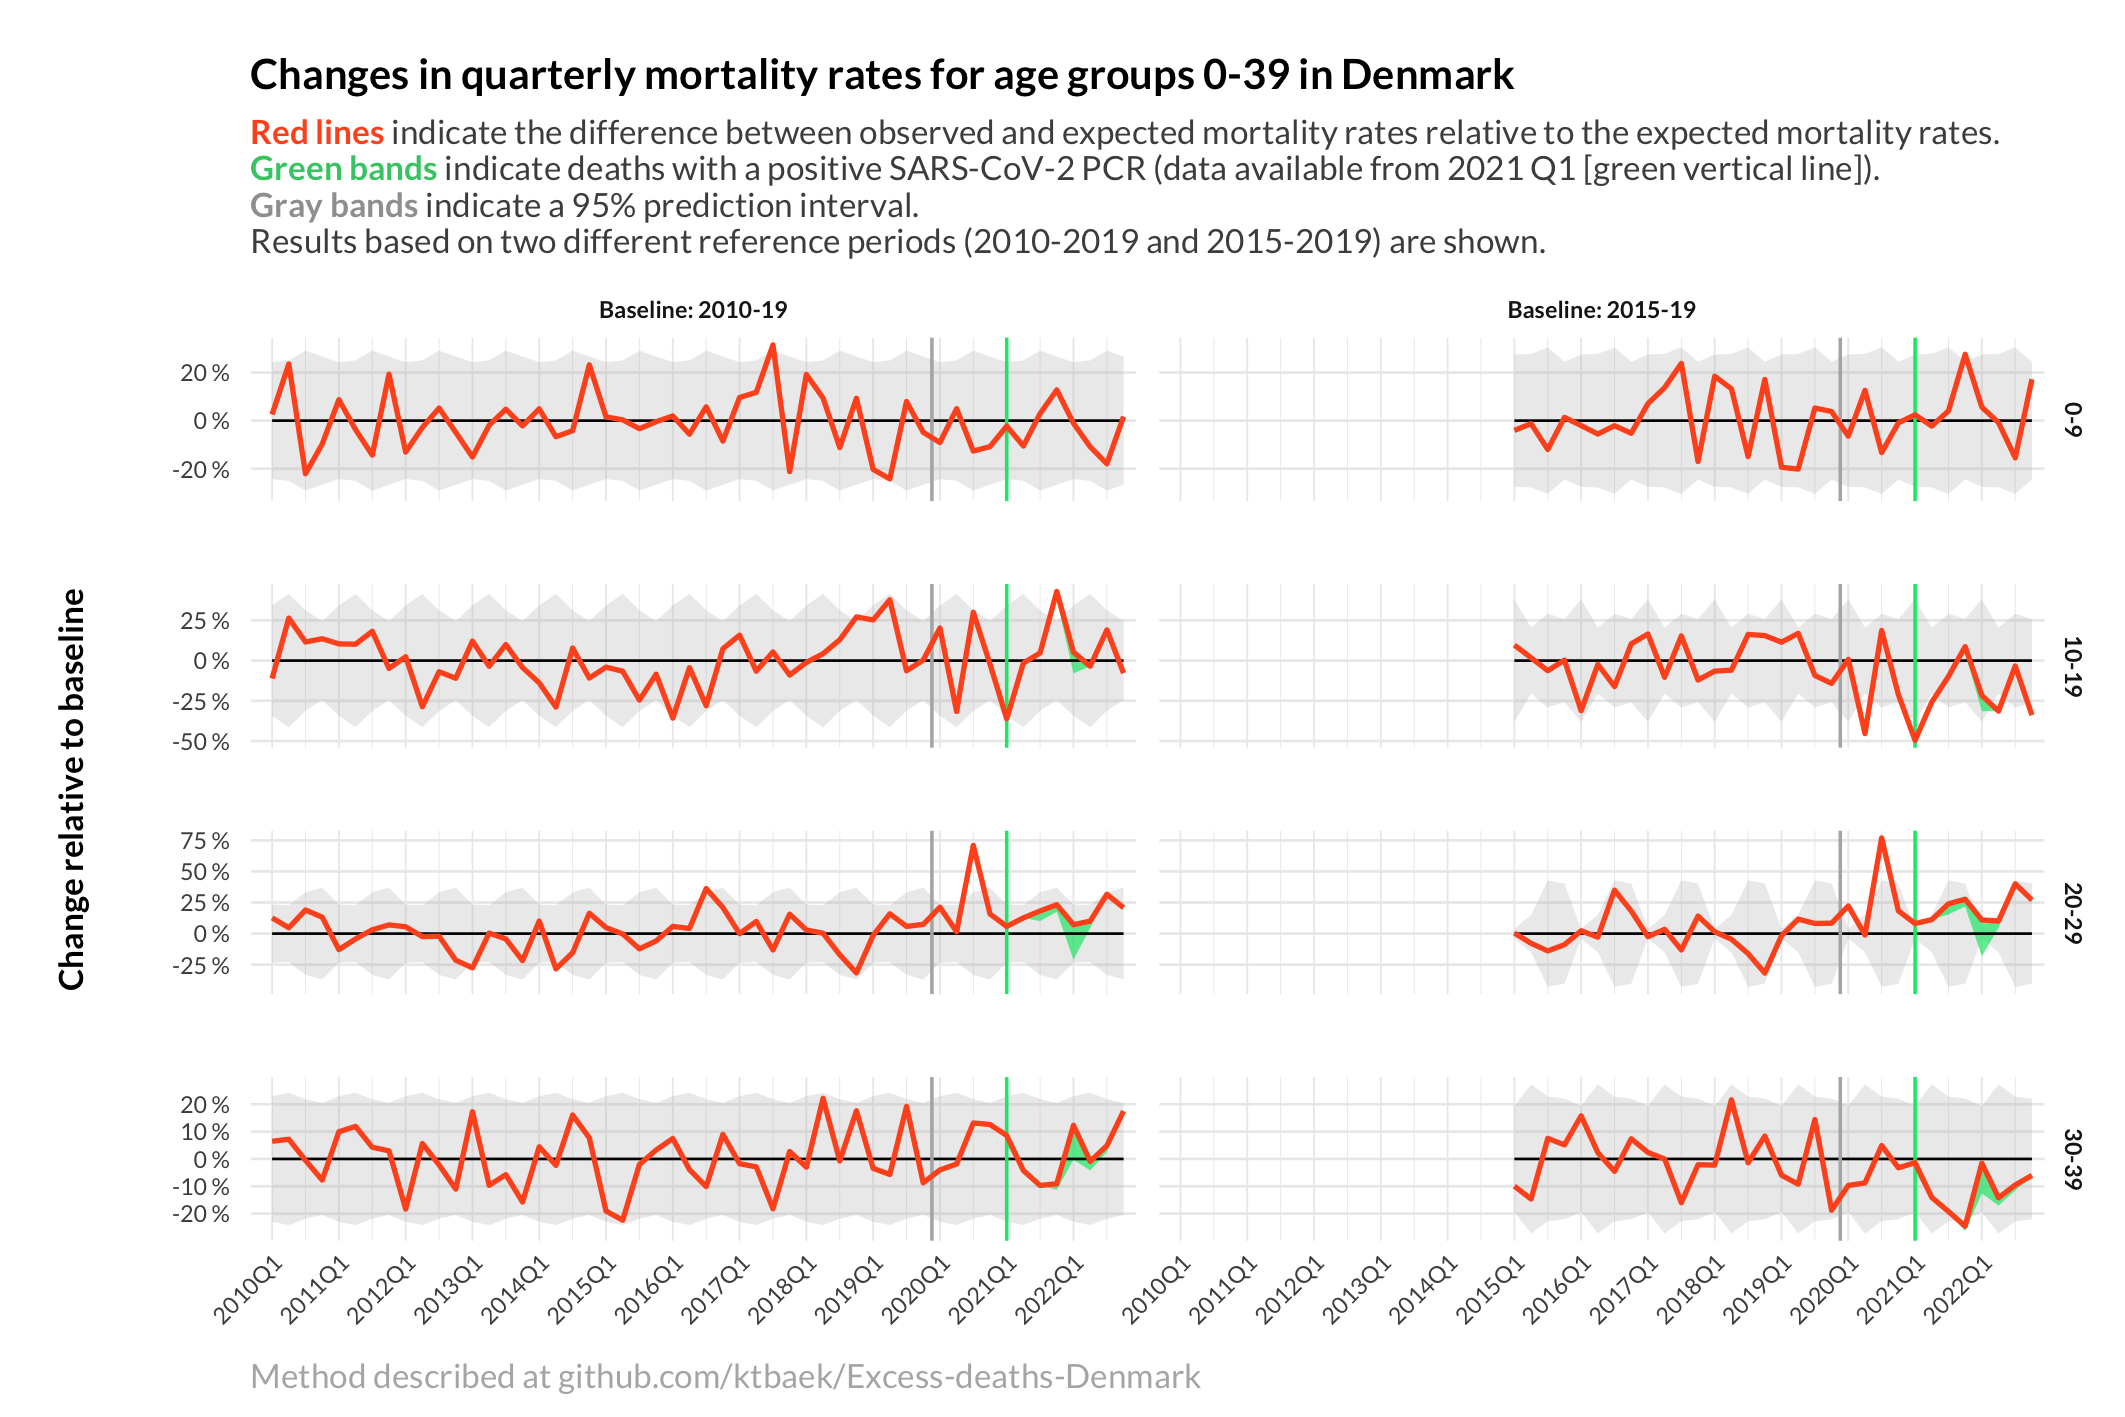 Changes in quarterly mortality rates for age groups 0-39 in Denmark
Red lines indicate the difference between observed and expected mortality rates relative to the expected mortality rates.
Green bands indicate deaths with a positive SARS-CoV-2 PCR (data available from 2021 Q1 [green vertical line]).
Gray bands indicate a 95% prediction interval.
Results based on two different reference periods (2010-2019 and 2015-2019) are shown.
Baseline: 2010-19
Baseline: 2015-19
Change relative to baseline
20 %
0 %
-20 %
0-9
25 %
0 %
-25 %
-50 %
10-19
75 %
50 %
25 %
0 %
-25 %
20-29
20 %
10 %
0 %
-10 %
-20 %
30-39
2010Q1
2011Q1
2012Q1
2013Q1
2014Q1
2015Q1
2016Q1
2017Q1
2018Q1
2019Q1
2020Q1
2021Q1
2022Q1
2010Q1
2011Q1
2012Q1
2013Q1
2014Q1
2015Q1
2016Q1
2017Q1
2018Q1
2019Q1
2020Q1
2021Q1
2022Q1
Method described at github.com/ktbaek/Excess-deaths-Denmark